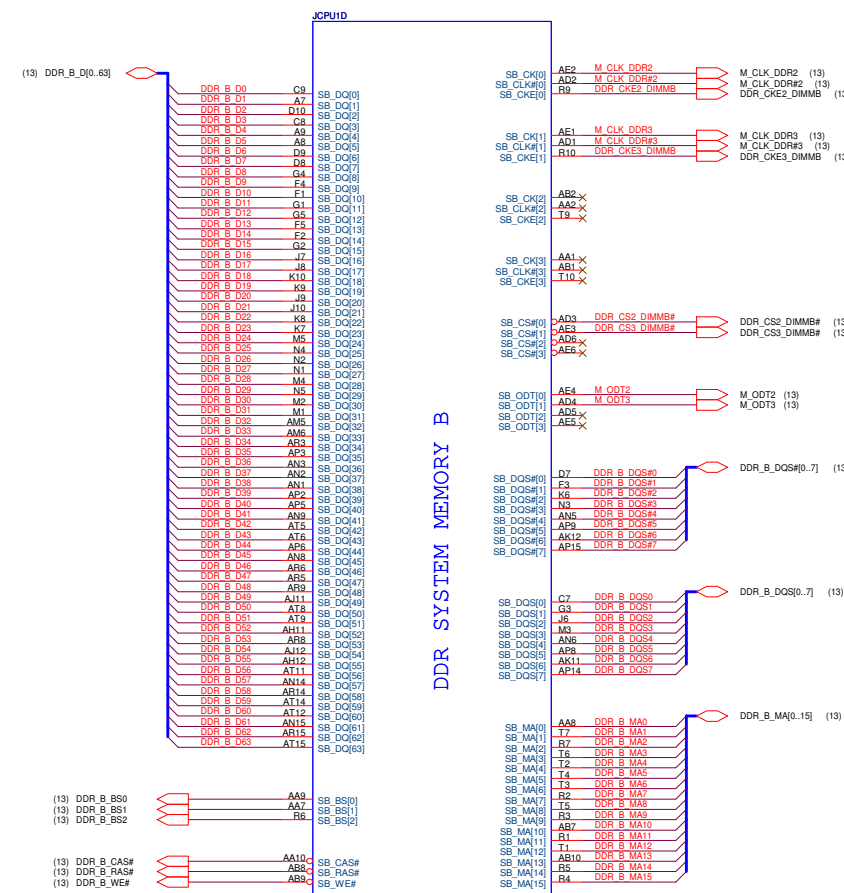 JCPU1D
(13) DDR_B_D[0..63]
DDR_B_D0 C9 SB_DQ[0]
DDR_B_D1 A7 SB_DQ[1]
DDR_B_D2 D10 SB_DQ[2]
DDR_B_D3 C8 SB_DQ[3]
DDR_B_D4 A9 SB_DQ[4]
DDR_B_D5 A8 SB_DQ[5]
DDR_B_D6 D9 SB_DQ[6]
DDR_B_D7 D8 SB_DQ[7]
DDR_B_D8 G4 SB_DQ[8]
DDR_B_D9 F4 SB_DQ[9]
DDR_B_D10 F1 SB_DQ[10]
DDR_B_D11 G1 SB_DQ[11]
DDR_B_D12 G5 SB_DQ[12]
DDR_B_D13 F5 SB_DQ[13]
DDR_B_D14 F2 SB_DQ[14]
DDR_B_D15 G2 SB_DQ[15]
DDR_B_D16 J7 SB_DQ[16]
DDR_B_D17 J8 SB_DQ[17]
DDR_B_D18 K10 SB_DQ[18]
DDR_B_D19 K9 SB_DQ[19]
DDR_B_D20 J9 SB_DQ[20]
DDR_B_D21 J10 SB_DQ[21]
DDR_B_D22 K8 SB_DQ[22]
DDR_B_D23 K7 SB_DQ[23]
DDR_B_D24 M5 SB_DQ[24]
DDR_B_D25 N4 SB_DQ[25]
DDR_B_D26 N2 SB_DQ[26]
DDR_B_D27 N1 SB_DQ[27]
DDR_B_D28 M4 SB_DQ[28]
DDR_B_D29 N5 SB_DQ[29]
DDR_B_D30 M2 SB_DQ[30]
DDR_B_D31 M1 SB_DQ[31]
DDR_B_D32 AM5 SB_DQ[32]
DDR_B_D33 AM6 SB_DQ[33]
DDR_B_D34 AR3 SB_DQ[34]
DDR_B_D35 AP3 SB_DQ[35]
DDR_B_D36 AN3 SB_DQ[36]
DDR_B_D37 AN2 SB_DQ[37]
DDR_B_D38 AN1 SB_DQ[38]
DDR_B_D39 AP2 SB_DQ[39]
DDR_B_D40 AP5 SB_DQ[40]
DDR_B_D41 AN9 SB_DQ[41]
DDR_B_D42 AT5 SB_DQ[42]
DDR_B_D43 AT6 SB_DQ[43]
DDR_B_D44 AP6 SB_DQ[44]
DDR_B_D45 AN8 SB_DQ[45]
DDR_B_D46 AR6 SB_DQ[46]
DDR_B_D47 AR5 SB_DQ[47]
DDR_B_D48 AR9 SB_DQ[48]
DDR_B_D49 AJ11 SB_DQ[49]
DDR_B_D50 AT8 SB_DQ[50]
DDR_B_D51 AT9 SB_DQ[51]
DDR_B_D52 AH11 SB_DQ[52]
DDR_B_D53 AR8 SB_DQ[53]
DDR_B_D54 AJ12 SB_DQ[54]
DDR_B_D55 AH12 SB_DQ[55]
DDR_B_D56 AT11 SB_DQ[56]
DDR_B_D57 AN14 SB_DQ[57]
DDR_B_D58 AR14 SB_DQ[58]
DDR_B_D59 AT14 SB_DQ[59]
DDR_B_D60 AT12 SB_DQ[60]
DDR_B_D61 AN15 SB_DQ[61]
DDR_B_D62 AR15 SB_DQ[62]
DDR_B_D63 AT15 SB_DQ[63]
(13) DDR_B_BS0 AA9 SB_BS[0]
(13) DDR_B_BS1 AA7 SB_BS[1]
(13) DDR_B_BS2 R6 SB_BS[2]
(13) DDR_B_CAS# AA10 SB_CAS#
(13) DDR_B_RAS# AB8 SB_RAS#
(13) DDR_B_WE# AB9 SB_WE#
DDR SYSTEM MEMORY B
SB_CK[0] AE2 M_CLK_DDR2 M_CLK_DDR2 (13)
SB_CLK#[0] AD2 M_CLK_DDR#2 M_CLK_DDR#2 (13)
SB_CKE[0] R9 DDR_CKE2_DIMMB DDR_CKE2_DIMMB (13
SB_CK[1] AE1 M_CLK_DDR3 M_CLK_DDR3 (13)
SB_CLK#[1] AD1 M_CLK_DDR#3 M_CLK_DDR#3 (13)
SB_CKE[1] R10 DDR_CKE3_DIMMB DDR_CKE3_DIMMB (13
SB_CK[2] AB2
SB_CLK#[2] AA2
SB_CKE[2] T9
SB_CK[3] AA1
SB_CLK#[3] AB1
SB_CKE[3] T10
SB_CS#[0] AD3 DDR_CS2_DIMMB# DDR_CS2_DIMMB# (13
SB_CS#[1] AE3 DDR_CS3_DIMMB# DDR_CS3_DIMMB# (13
SB_CS#[2] AD6
SB_CS#[3] AE6
SB_ODT[0] AE4 M_ODT2 M_ODT2 (13)
SB_ODT[1] AD4 M_ODT3 M_ODT3 (13)
SB_ODT[2] AD5
SB_ODT[3] AE5
DDR_B_DQS#[0..7] (13
SB_DQS#[0] D7 DDR_B_DQS#0
SB_DQS#[1] F3 DDR_B_DQS#1
SB_DQS#[2] K6 DDR_B_DQS#2
SB_DQS#[3] N3 DDR_B_DQS#3
SB_DQS#[4] AN5 DDR_B_DQS#4
SB_DQS#[5] AP9 DDR_B_DQS#5
SB_DQS#[6] AK12 DDR_B_DQS#6
SB_DQS#[7] AP15 DDR_B_DQS#7
DDR_B_DQS[0..7] (13)
SB_DQS[0] C7 DDR_B_DQS0
SB_DQS[1] G3 DDR_B_DQS1
SB_DQS[2] J6 DDR_B_DQS2
SB_DQS[3] M3 DDR_B_DQS3
SB_DQS[4] AN6 DDR_B_DQS4
SB_DQS[5] AP8 DDR_B_DQS5
SB_DQS[6] AK11 DDR_B_DQS6
SB_DQS[7] AP14 DDR_B_DQS7
DDR_B_MA[0..15] (13)
SB_MA[0] AA8 DDR_B_MA0
SB_MA[1] T7 DDR_B_MA1
SB_MA[2] R7 DDR_B_MA2
SB_MA[3] T6 DDR_B_MA3
SB_MA[4] T2 DDR_B_MA4
SB_MA[5] T4 DDR_B_MA5
SB_MA[6] T3 DDR_B_MA6
SB_MA[7] R2 DDR_B_MA7
SB_MA[8] T5 DDR_B_MA8
SB_MA[9] R3 DDR_B_MA9
SB_MA[10] AB7 DDR_B_MA10
SB_MA[11] R1 DDR_B_MA11
SB_MA[12] T1 DDR_B_MA12
SB_MA[13] AB10 DDR_B_MA13
SB_MA[14] R5 DDR_B_MA14
SB_MA[15] R4 DDR_B_MA15